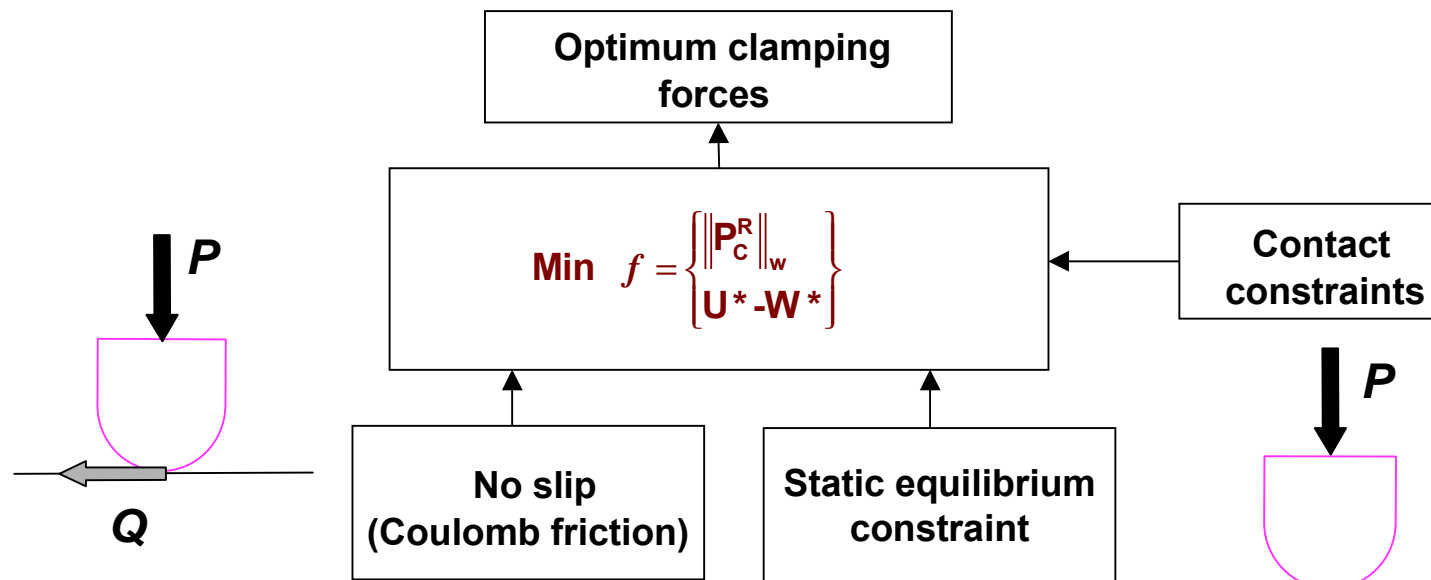 Optimum clamping
forces
Min f = { ‖P_C^R‖_w
U* -W* }
Contact
constraints
P
P
Q
No slip
(Coulomb friction)
Static equilibrium
constraint